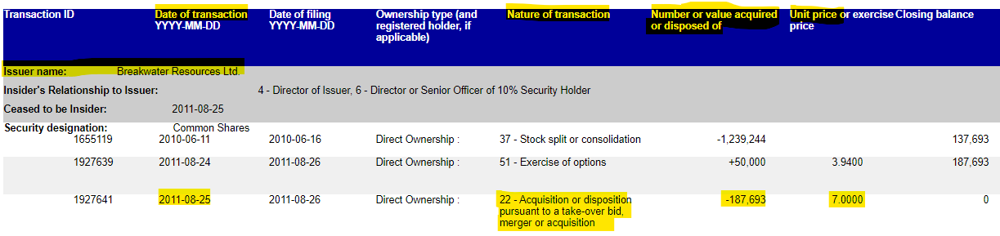 Transaction ID Date of transaction YYYY-MM-DD Date of filing YYYY-MM-DD Ownership type (and registered holder, if applicable) Nature of transaction Number or value acquired or disposed of Unit price or exercise price Closing balance
Issuer name: Breakwater Resources Ltd.
Insider's Relationship to Issuer: 4 - Director of Issuer, 6 - Director or Senior Officer of 10% Security Holder
Ceased to be Insider: 2011-08-25
Security designation: Common Shares
1655119 2010-06-11 2010-06-16 Direct Ownership : 37 - Stock split or consolidation -1,239,244 137,693
1927639 2011-08-24 2011-08-26 Direct Ownership : 51 - Exercise of options +50,000 3.9400 187,693
1927641 2011-08-25 2011-08-26 Direct Ownership : 22 - Acquisition or disposition pursuant to a take-over bid, merger or acquisition -187,693 7.0000 0